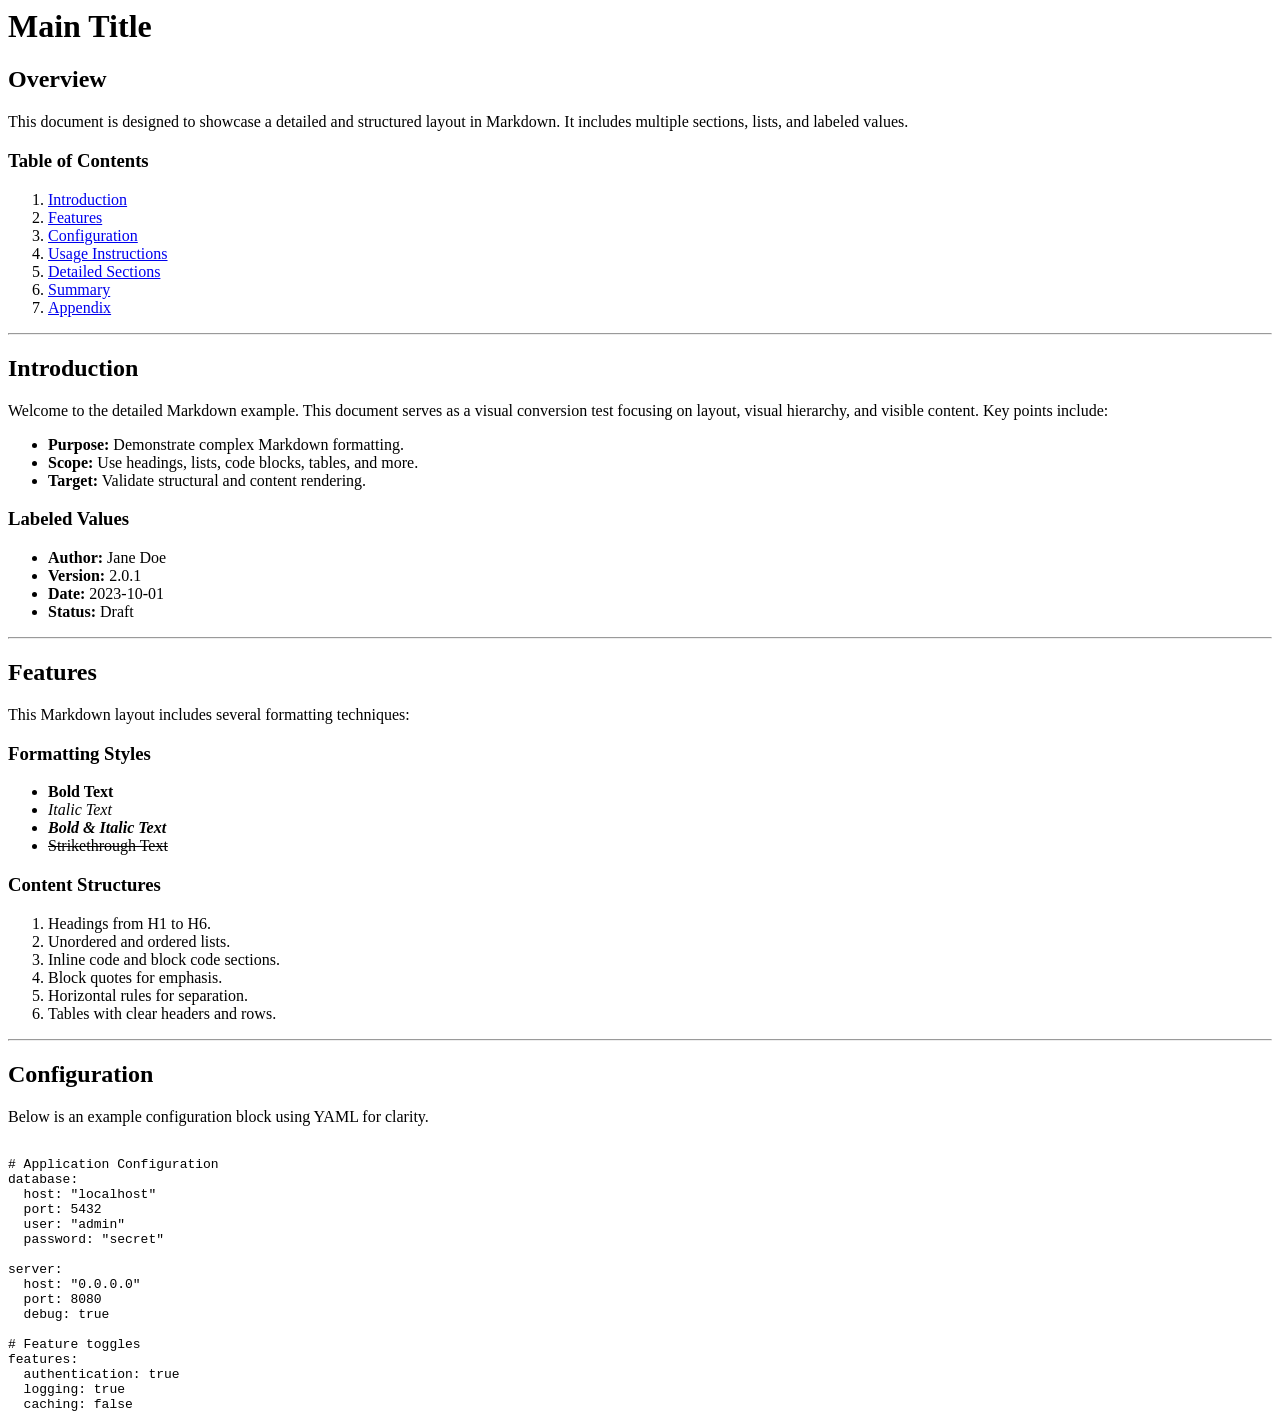 Main Title
Overview
This document is designed to showcase a detailed and structured layout in Markdown. It includes multiple sections, lists, and labeled values.
Table of Contents
1. Introduction
2. Features
3. Configuration
4. Usage Instructions
5. Detailed Sections
6. Summary
7. Appendix
Introduction
Welcome to the detailed Markdown example. This document serves as a visual conversion test focusing on layout, visual hierarchy, and visible content. Key points include:
• Purpose: Demonstrate complex Markdown formatting.
• Scope: Use headings, lists, code blocks, tables, and more.
• Target: Validate structural and content rendering.
Labeled Values
• Author: Jane Doe
• Version: 2.0.1
• Date: 2023-10-01
• Status: Draft
Features
This Markdown layout includes several formatting techniques:
Formatting Styles
• Bold Text
• Italic Text
• Bold & Italic Text
• Strikethrough Text
Content Structures
1. Headings from H1 to H6.
2. Unordered and ordered lists.
3. Inline code and block code sections.
4. Block quotes for emphasis.
5. Horizontal rules for separation.
6. Tables with clear headers and rows.
Configuration
Below is an example configuration block using YAML for clarity.
# Application Configuration
database:
  host: "localhost"
  port: 5432
  user: "admin"
  password: "secret"
server:
  host: "0.0.0.0"
  port: 8080
  debug: true
# Feature toggles
features:
  authentication: true
  logging: true
  caching: false